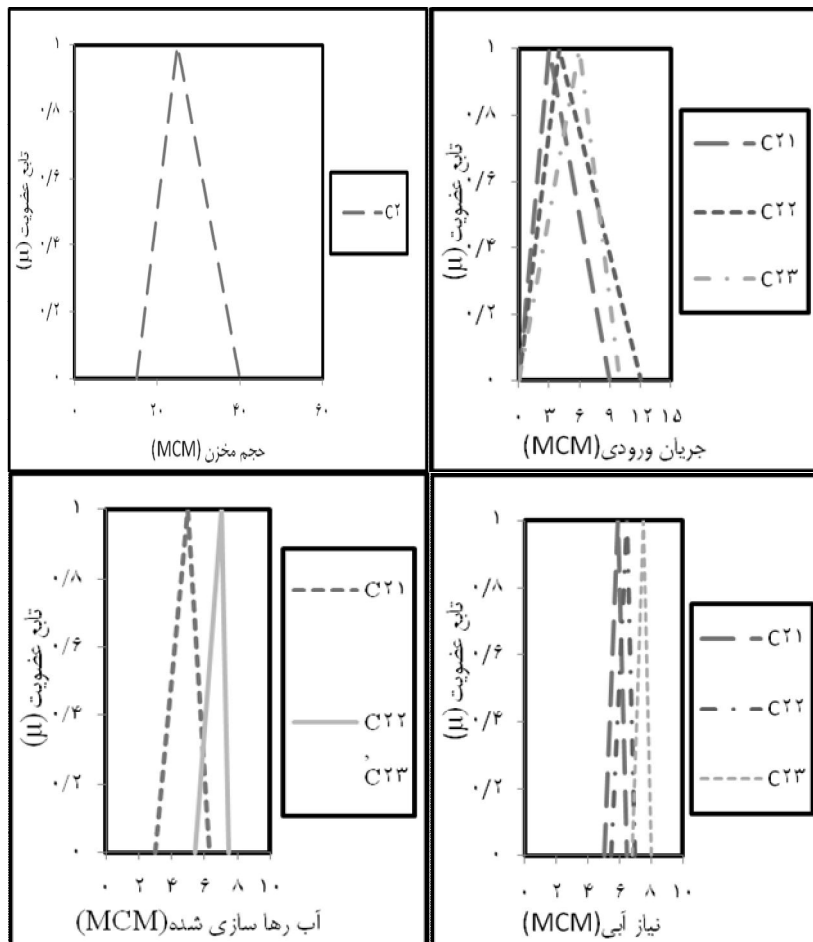 ۱
۰/۸
۰/۶
۰/۴
۰/۲
۰
تابع عضویت (μ)
۰ ۲۰ ۴۰ ۶۰
حجم مخزن (MCM)
C۲
۱
۰/۸
۰/۶
۰/۴
۰/۲
۰
تابع عضویت (μ)
۰ ۳ ۶ ۹ ۱۲ ۱۵
جریان ورودی(MCM)
C۲۱
C۲۲
C۲۳
۱
۰/۸
۰/۶
۰/۴
۰/۲
۰
تابع عضویت (μ)
۰ ۲ ۴ ۶ ۸ ۱۰
آب رها سازی شده(MCM)
C۲۱
C۲۲
,
C۲۳
۱
۰/۸
۰/۶
۰/۴
۰/۲
۰
تابع عضویت (μ)
۰ ۲ ۴ ۶ ۸ ۱۰
نیاز آبی(MCM)
C۲۱
C۲۲
C۲۳